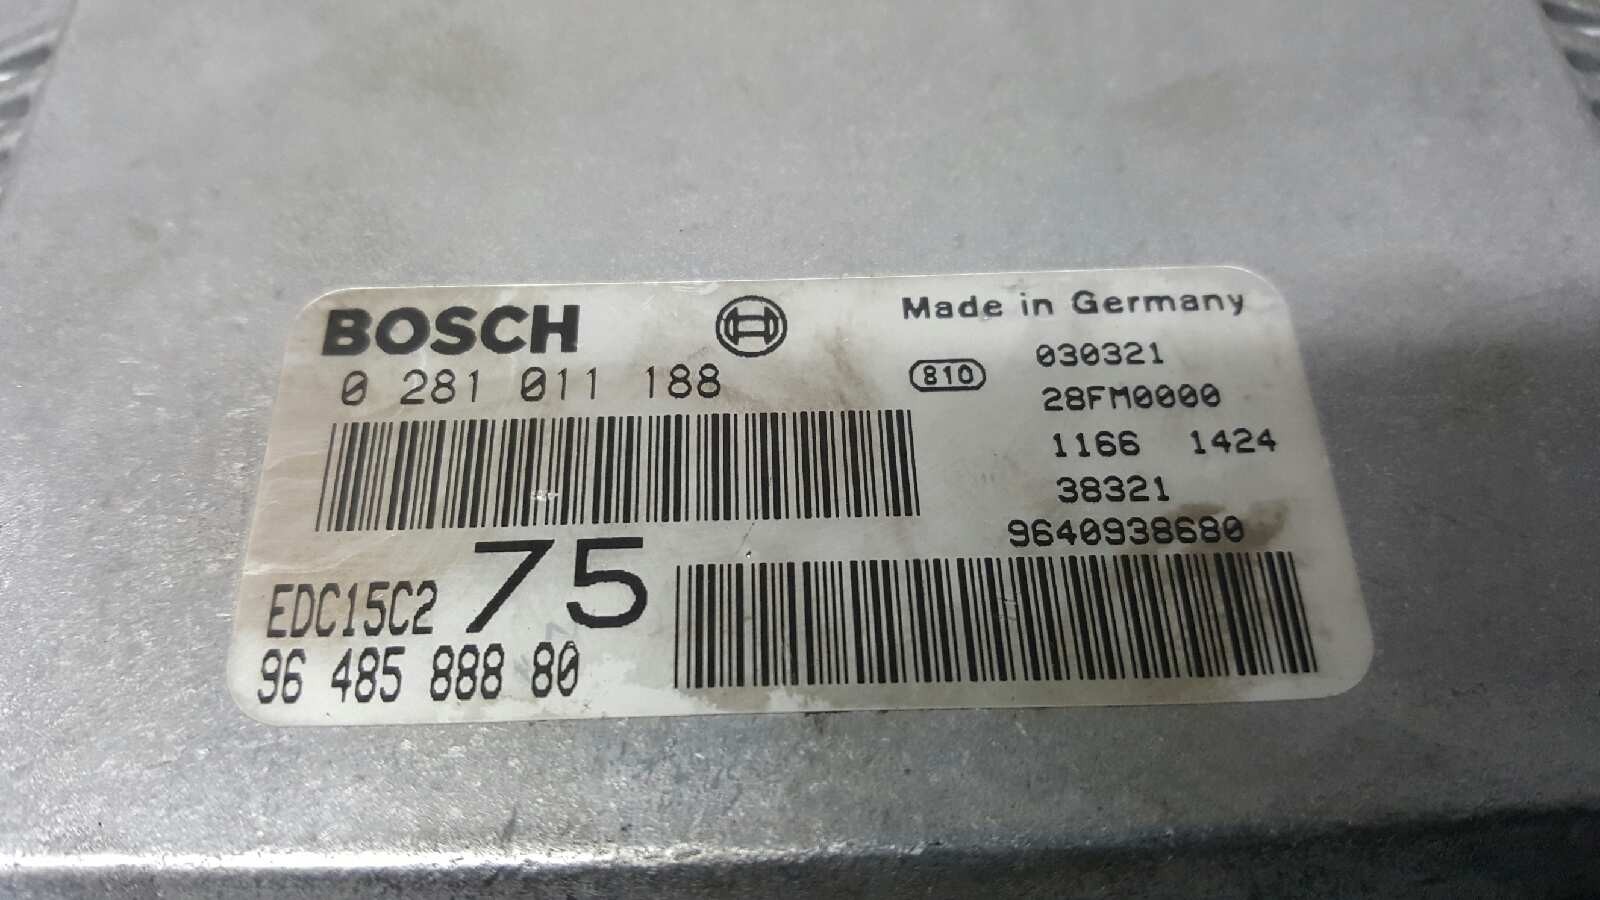 BOSCH
Made in Germany
0 281 011 188
810
030321
28FM0000
1166 1424
38321
9640938680
EDC15C2 75
96 485 888 80